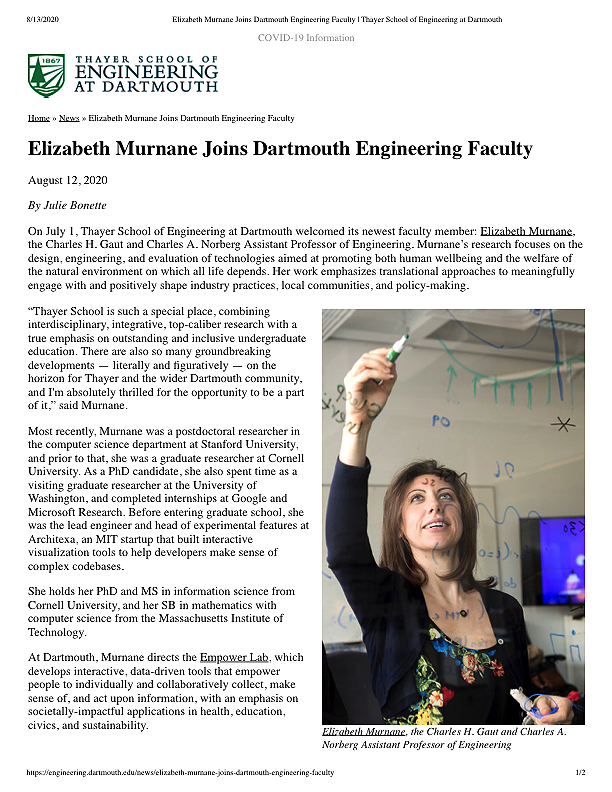 8/13/2020
Elizabeth Murnane Joins Dartmouth Engineering Faculty | Thayer School of Engineering at Dartmouth
COVID-19 Information
1867
THAYER SCHOOL OF
ENGINEERING
AT DARTMOUTH
Home » News » Elizabeth Murnane Joins Dartmouth Engineering Faculty
Elizabeth Murnane Joins Dartmouth Engineering Faculty
August 12, 2020
By Julie Bonette
On July 1, Thayer School of Engineering at Dartmouth welcomed its newest faculty member: Elizabeth Murnane,
the Charles H. Gaut and Charles A. Norberg Assistant Professor of Engineering. Murnane’s research focuses on the
design, engineering, and evaluation of technologies aimed at promoting both human wellbeing and the welfare of
the natural environment on which all life depends. Her work emphasizes translational approaches to meaningfully
engage with and positively shape industry practices, local communities, and policy-making.
“Thayer School is such a special place, combining
interdisciplinary, integrative, top-caliber research with a
true emphasis on outstanding and inclusive undergraduate
education. There are also so many groundbreaking
developments — literally and figuratively — on the
horizon for Thayer and the wider Dartmouth community,
and I'm absolutely thrilled for the opportunity to be a part
of it,” said Murnane.
Most recently, Murnane was a postdoctoral researcher in
the computer science department at Stanford University,
and prior to that, she was a graduate researcher at Cornell
University. As a PhD candidate, she also spent time as a
visiting graduate researcher at the University of
Washington, and completed internships at Google and
Microsoft Research. Before entering graduate school, she
was the lead engineer and head of experimental features at
Architexa, an MIT startup that built interactive
visualization tools to help developers make sense of
complex codebases.
She holds her PhD and MS in information science from
Cornell University, and her SB in mathematics with
computer science from the Massachusetts Institute of
Technology.
At Dartmouth, Murnane directs the Empower Lab, which
develops interactive, data-driven tools that empower
people to individually and collaboratively collect, make
sense of, and act upon information, with an emphasis on
societally-impactful applications in health, education,
civics, and sustainability.
Elizabeth Murnane, the Charles H. Gaut and Charles A.
Norberg Assistant Professor of Engineering
https://engineering.dartmouth.edu/news/elizabeth-murnane-joins-dartmouth-engineering-faculty
1/2